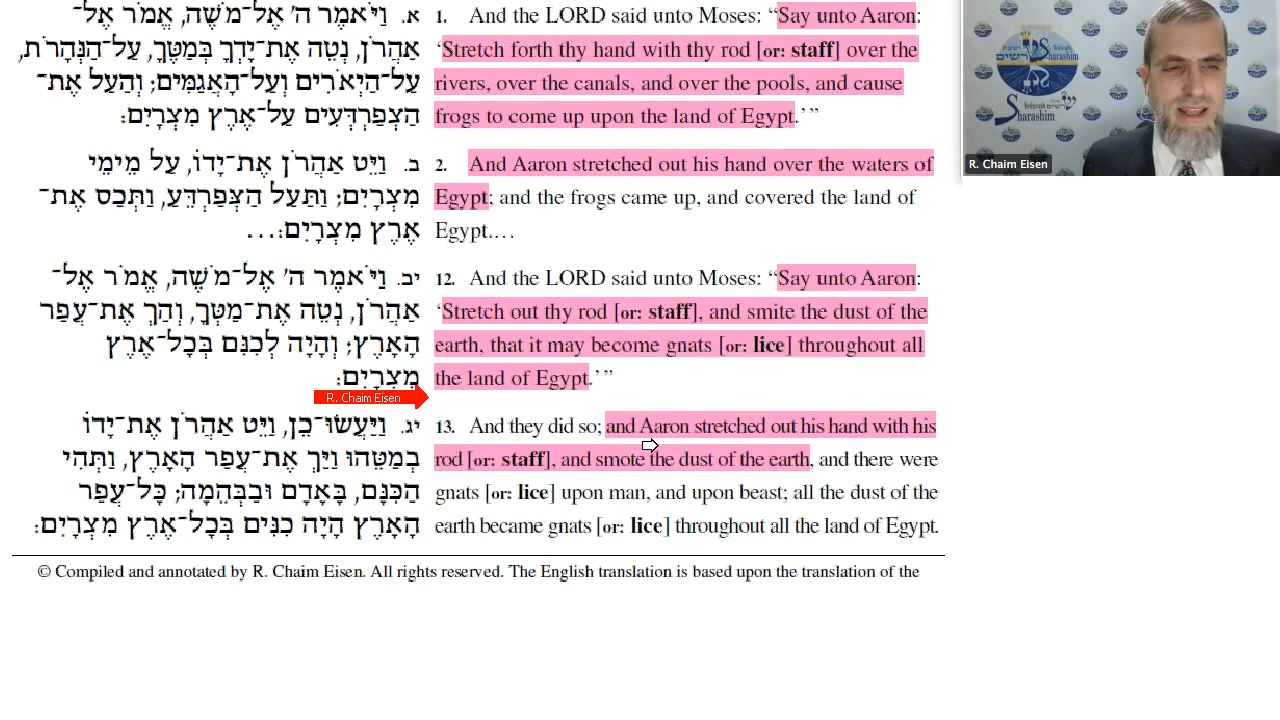 א. וַיֹּאמֶר ה' אֶל־מֹשֶׁה, אֱמֹר אֶל־
אַהֲרֹן, נְטֵה אֶת־יָדְךָ בְּמַטֶּךָ, עַל־הַנְּהָרֹת,
עַל־הַיְאֹרִים וְעַל־הָאֲגַמִּים; וְהַעַל אֶת־
הַצְפַרְדְּעִים עַל־אֶרֶץ מִצְרָיִם:
1. And the LORD said unto Moses: “Say unto Aaron:
‘Stretch forth thy hand with thy rod [or: staff] over the
rivers, over the canals, and over the pools, and cause
frogs to come up upon the land of Egypt.’”
ב. וַיֵּט אַהֲרֹן אֶת־יָדוֹ, עַל מֵימֵי
מִצְרָיִם; וַתַּעַל הַצְּפַרְדֵּעַ, וַתְּכַס אֶת־
אֶרֶץ מִצְרָיִם:...
2. And Aaron stretched out his hand over the waters of
Egypt; and the frogs came up, and covered the land of
Egypt....
יב. וַיֹּאמֶר ה' אֶל־מֹשֶׁה, אֱמֹר אֶל־
אַהֲרֹן, נְטֵה אֶת־מַטְּךָ, וְהַךְ אֶת־עֲפַר
הָאָרֶץ; וְהָיָה לְכִנִּם בְּכָל־אֶרֶץ
מִצְרָיִם:
12. And the LORD said unto Moses: “Say unto Aaron:
‘Stretch out thy rod [or: staff], and smite the dust of the
earth, that it may become gnats [or: lice] throughout all
the land of Egypt.’”
R. Chaim Eisen
יג. וַיַּעֲשׂוּ־כֵן, וַיֵּט אַהֲרֹן אֶת־יָדוֹ
בְמַטֵּהוּ וַיַּךְ אֶת־עֲפַר הָאָרֶץ, וַתְּהִי
הַכִּנָּם, בָּאָדָם וּבַבְּהֵמָה; כָּל־עֲפַר
הָאָרֶץ הָיָה כִנִּים בְּכָל־אֶרֶץ מִצְרָיִם:
13. And they did so; and Aaron stretched out his hand with his
rod [or: staff], and smote the dust of the earth, and there were
gnats [or: lice] upon man, and upon beast; all the dust of the
earth became gnats [or: lice] throughout all the land of Egypt.
© Compiled and annotated by R. Chaim Eisen. All rights reserved. The English translation is based upon the translation of the
Yeshivath
Sharashim
R. Chaim Eisen